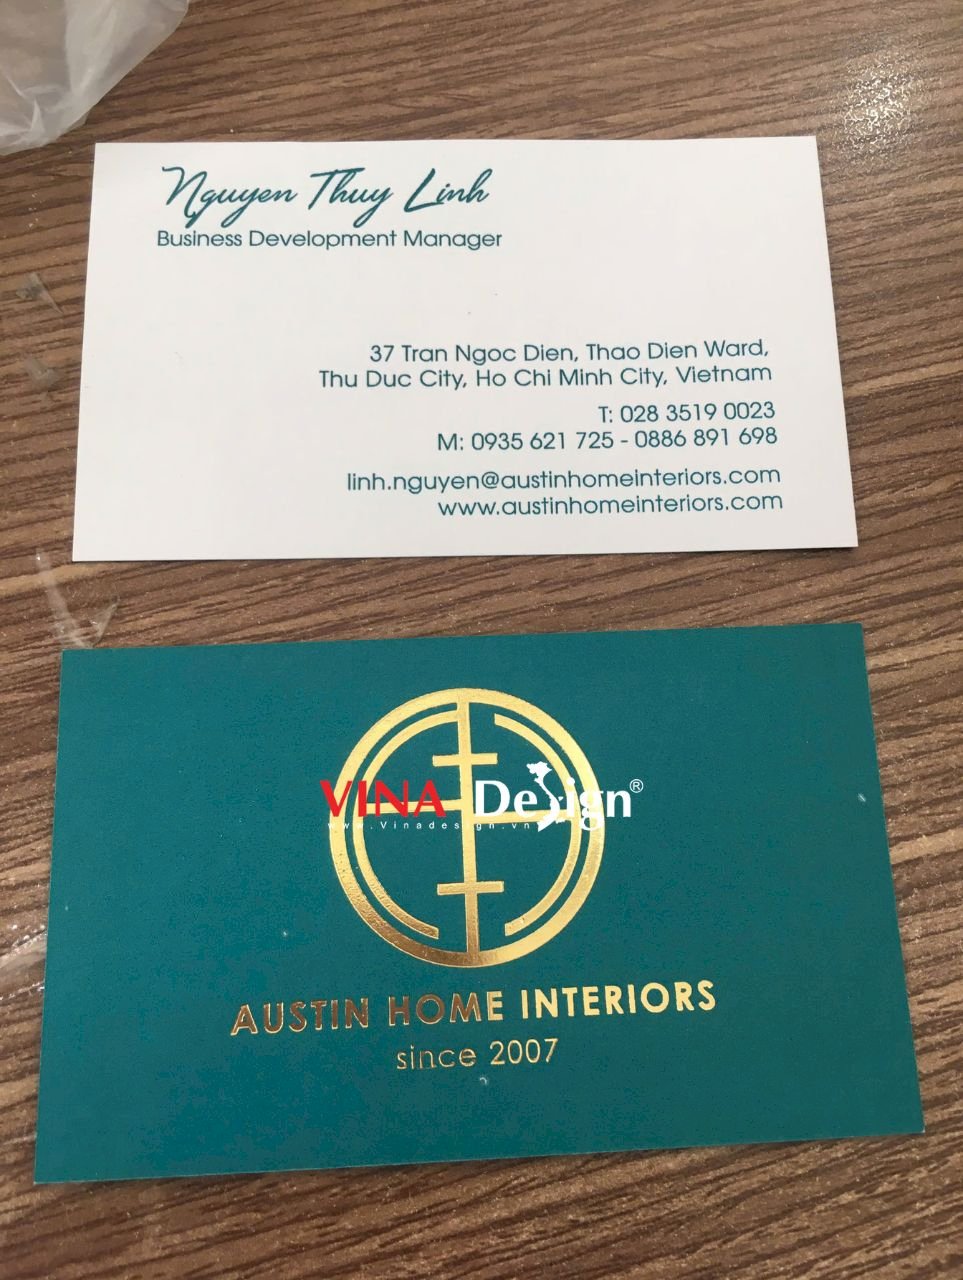 Nguyen Thuy Linh
Business Development Manager
37 Tran Ngoc Dien, Thao Dien Ward,
Thu Duc City, Ho Chi Minh City, Vietnam
T: 028 3519 0023
M: 0935 621 725 - 0886 891 698
linh.nguyen@austinhomeinteriors.com
www.austinhomeinteriors.com
VINA Design®
www.Vinadesign.vn
AUSTIN HOME INTERIORS
since 2007